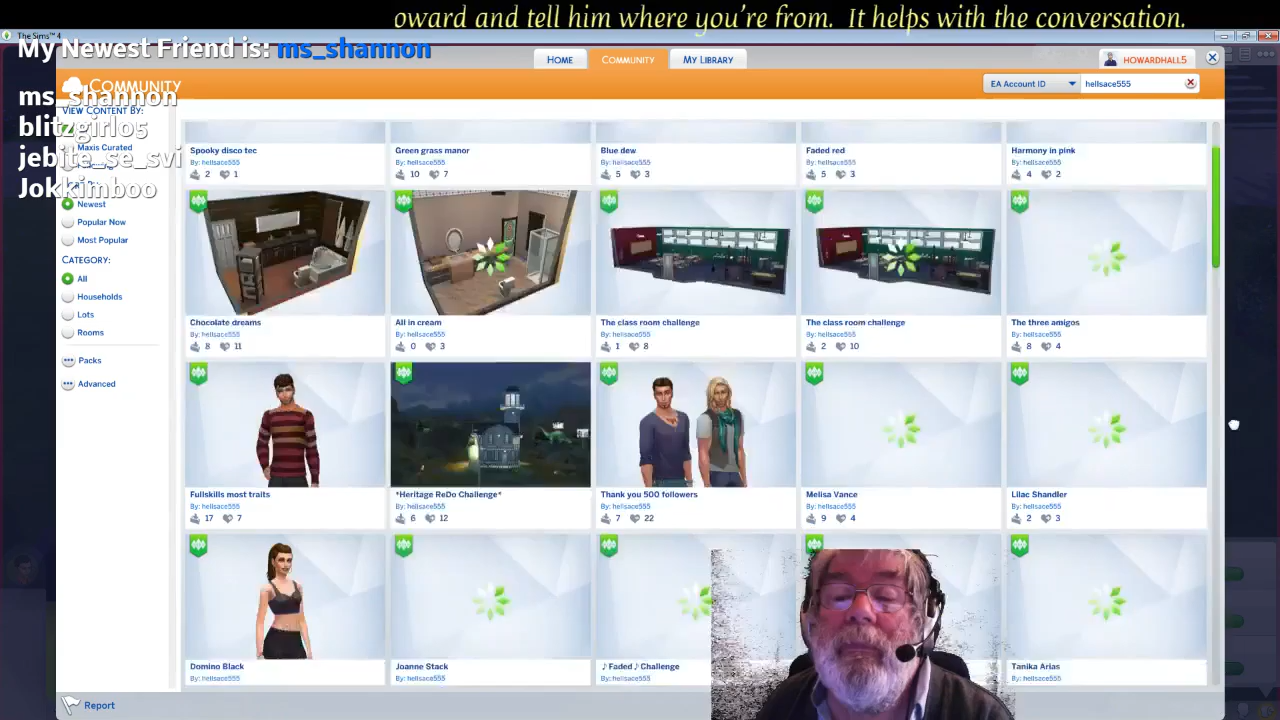 oward and tell him where you're from. It helps with the conversation.
The Sims™ 4
My Newest Friend is: ms_shannon
HOME
COMMUNITY
MY LIBRARY
HOWARDHALL5
COMMUNITY
EA Account ID
hellsace555
ms_shannon
blitzgirl05
jebite_se_svi
Jokkimboo
VIEW CONTENT BY:
Maxis Curated
Newest
Popular Now
Most Popular
CATEGORY:
All
Households
Lots
Rooms
Packs
Advanced
Spooky disco tec
By: hellsace555
2 1
Green grass manor
By: hellsace555
10 7
Blue dew
By: hellsace555
5 3
Faded red
By: hellsace555
5 3
Harmony in pink
By: hellsace555
4 2
Chocolate dreams
By: hellsace555
8 11
All in cream
By: hellsace555
0 3
The class room challenge
By: hellsace555
1 8
The class room challenge
By: hellsace555
2 10
The three amigos
By: hellsace555
8 4
Fullskills most traits
By: hellsace555
17 7
*Heritage ReDo Challenge*
By: hellsace555
6 12
Thank you 500 followers
By: hellsace555
7 22
Melisa Vance
By: hellsace555
9 4
Lilac Shandler
By: hellsace555
2 3
Domino Black
By: hellsace555
Joanne Stack
By: hellsace555
♪Faded♪Challenge
By: hellsace555
Tanika Arias
By: hellsace555
Report